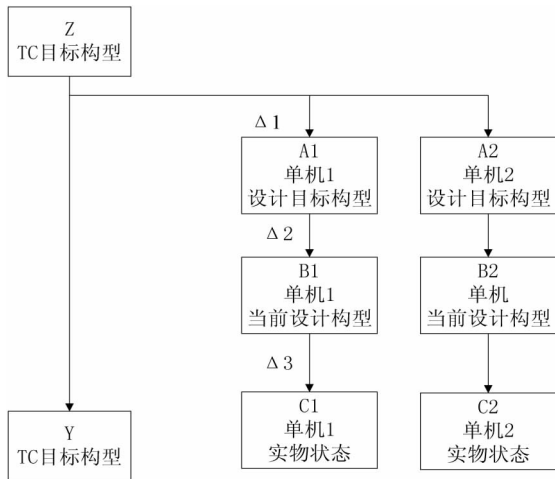 Z
TC目标构型
Δ1
A1
单机1
设计目标构型
A2
单机2
设计目标构型
Δ2
B1
单机1
当前设计构型
B2
单机
当前设计构型
Δ3
C1
单机1
实物状态
C2
单机2
实物状态
Y
TC目标构型